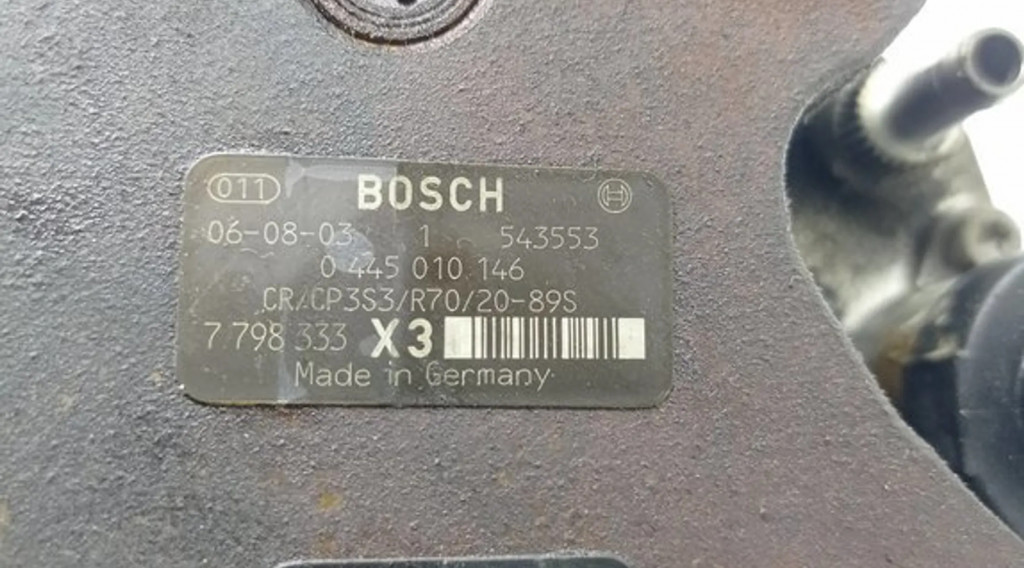 011 BOSCH
06-08-03 1 543553
0 445 010 146
CR/CP3S3/R70/20-89S
7 798 333 X3
Made in Germany